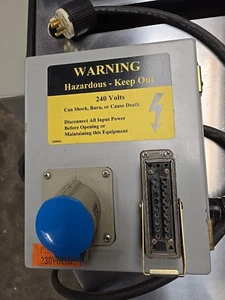 WARNING
Hazardous - Keep Out
240 Volts
Can Shock, Burn, or Cause Death
Disconnect All Input Power
Before Opening or
Maintaining this Equipment